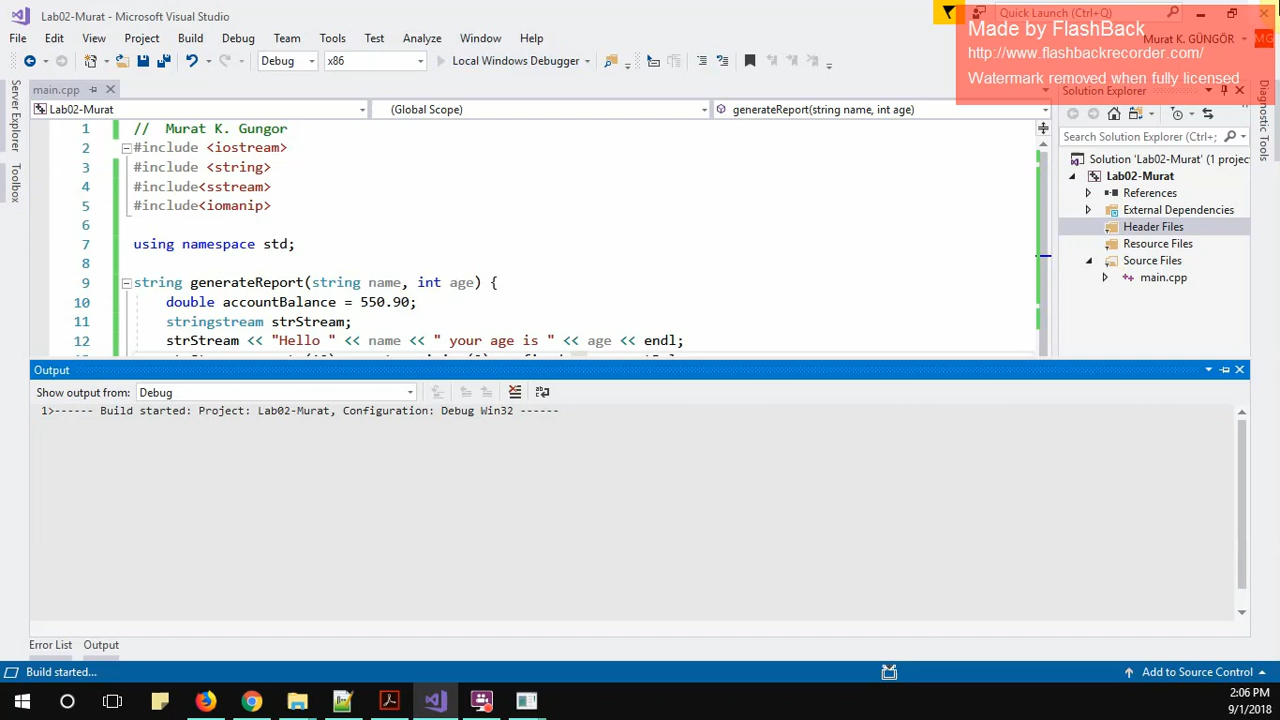 Lab02-Murat - Microsoft Visual Studio
Quick Launch (Ctrl+Q)
Made by FlashBack
http://www.flashbackrecorder.com/
Watermark removed when fully licensed
File Edit View Project Build Debug Team Tools Test Analyze Window Help
Murat K. GÜNGÖR MG
Debug x86 Local Windows Debugger
Server Explorer
Toolbox
main.cpp
Lab02-Murat (Global Scope) generateReport(string name, int age)
1 // Murat K. Gungor
2 #include <iostream>
3 #include <string>
4 #include<sstream>
5 #include<iomanip>
6
7 using namespace std;
8
9 string generateReport(string name, int age) {
10 double accountBalance = 550.90;
11 stringstream strStream;
12 strStream << "Hello " << name << " your age is " << age << endl;
Solution Explorer
Search Solution Explorer (Ctrl+;
Solution 'Lab02-Murat' (1 projec
Lab02-Murat
References
External Dependencies
Header Files
Resource Files
Source Files
main.cpp
Diagnostic Tools
Output
Show output from: Debug
1>------ Build started: Project: Lab02-Murat, Configuration: Debug Win32 ------
Error List Output
Build started...
Add to Source Control
2:06 PM
9/1/2018